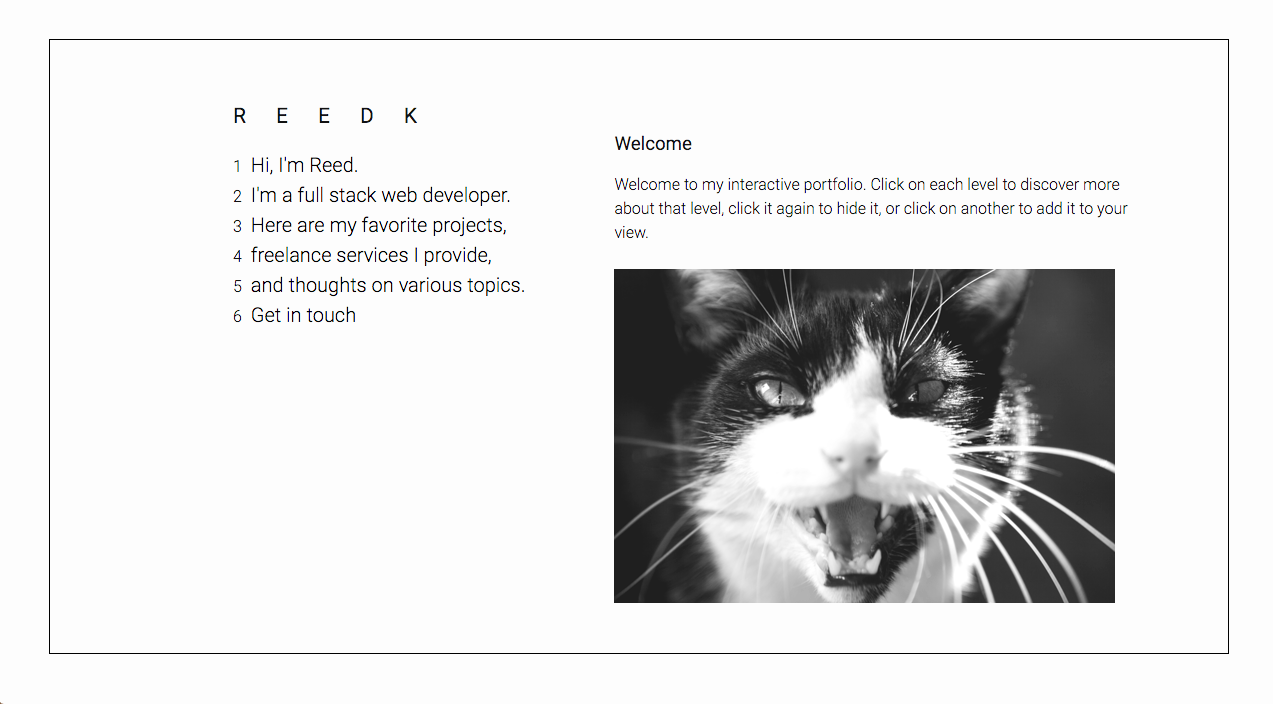 R E E D K
1 Hi, I'm Reed.
2 I'm a full stack web developer.
3 Here are my favorite projects,
4 freelance services I provide,
5 and thoughts on various topics.
6 Get in touch
Welcome
Welcome to my interactive portfolio. Click on each level to discover more
about that level, click it again to hide it, or click on another to add it to your
view.